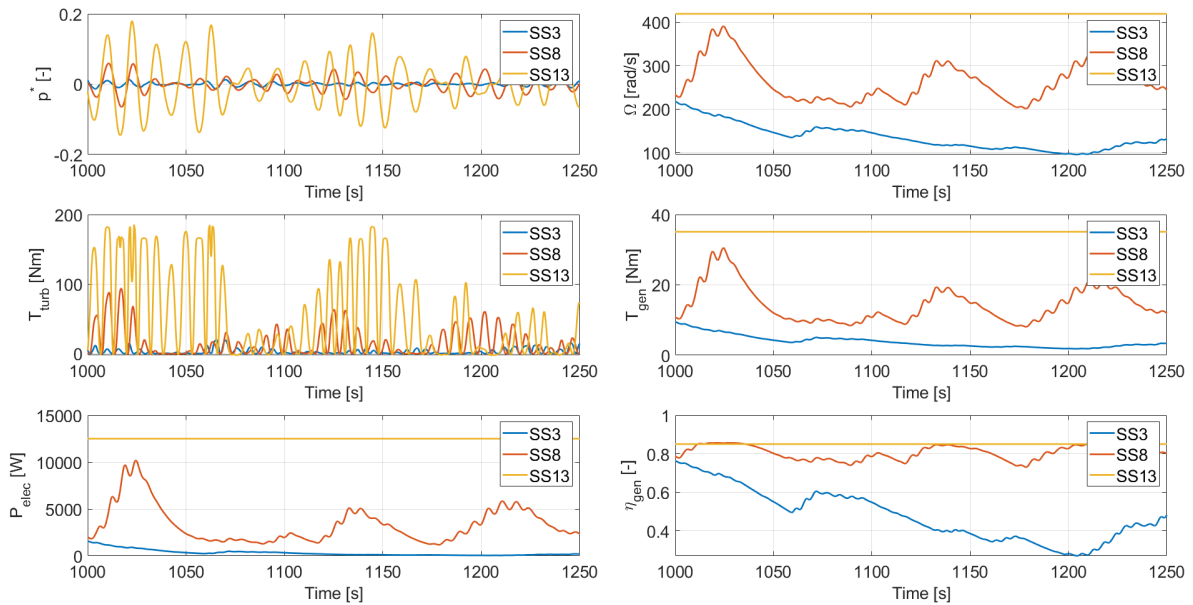 0.2
0
-0.2
p* [-]
SS3
SS8
SS13
1000 1050 1100 1150 1200 1250
Time [s]
400
300
200
100
Ω [rad/s]
SS3
SS8
SS13
1000 1050 1100 1150 1200 1250
Time [s]
200
100
0
T_turb [Nm]
SS3
SS8
SS13
1000 1050 1100 1150 1200 1250
Time [s]
40
20
0
T_gen [Nm]
SS3
SS8
SS13
1000 1050 1100 1150 1200 1250
Time [s]
15000
10000
5000
0
P_elec [W]
SS3
SS8
SS13
1000 1050 1100 1150 1200 1250
Time [s]
1
0.8
0.6
0.4
η_gen [-]
SS3
SS8
SS13
1000 1050 1100 1150 1200 1250
Time [s]